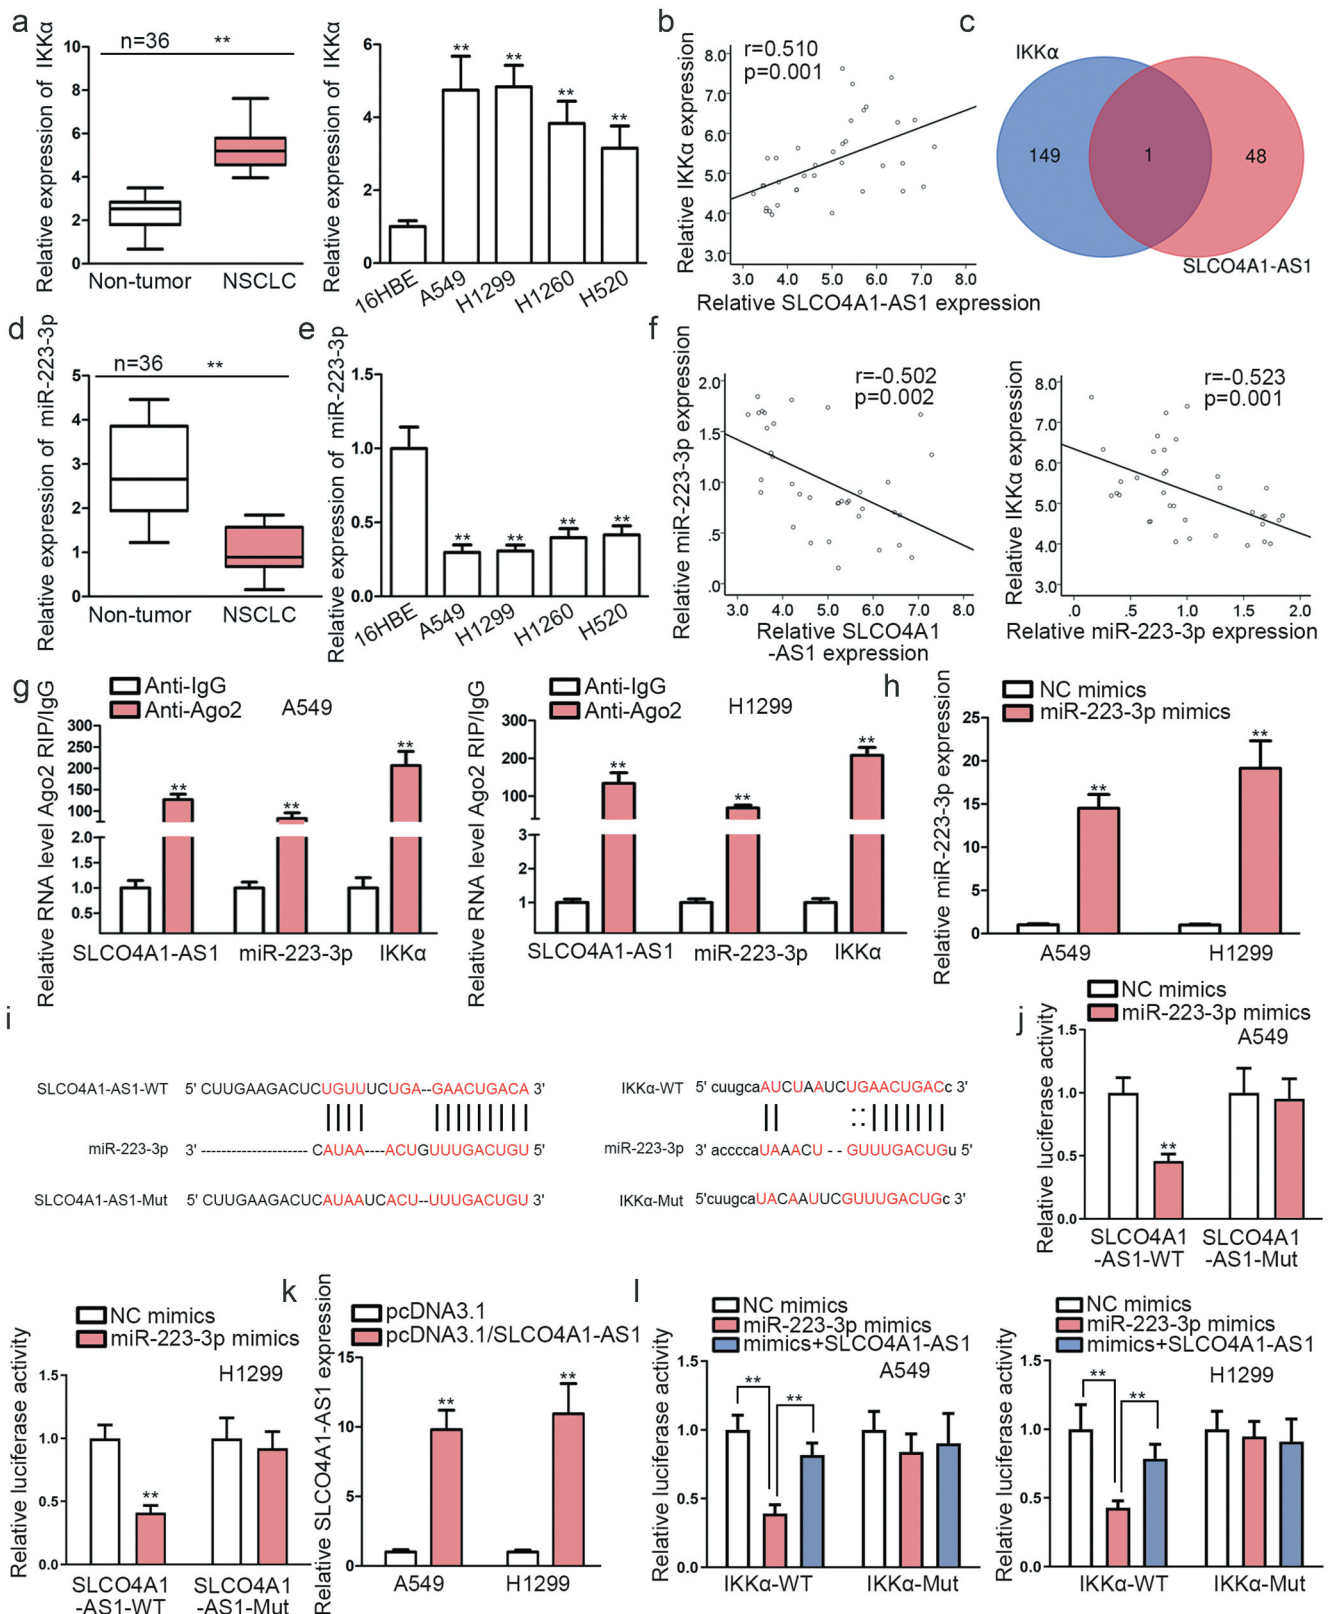 a
Relative expression of IKKα
n=36 **
10
8
6
4
2
0
Non-tumor NSCLC
Relative expression of IKKα
6
4
2
0
** ** ** **
16HBE A549 H1299 H1260 H520
b
Relative IKKα expression
r=0.510
p=0.001
8.0
7.0
6.0
5.0
4.0
3.0
3.0 4.0 5.0 6.0 7.0 8.0
Relative SLCO4A1-AS1 expression
c
IKKα
149 1 48
SLCO4A1-AS1
d
Relative expression of miR-223-3p
n=36 **
5
4
3
2
1
0
Non-tumor NSCLC
e
Relative expression of miR-223-3p
1.5
1.0
0.5
0.0
** ** ** **
16HBE A549 H1299 H1260 H520
f
Relative miR-223-3p expression
r=-0.502
p=0.002
2.0
1.5
1.0
.5
.0
3.0 4.0 5.0 6.0 7.0 8.0
Relative SLCO4A1
-AS1 expression
Relative IKKα expression
r=-0.523
p=0.001
8.0
7.0
6.0
5.0
4.0
3.0
.0 .5 1.0 1.5 2.0
Relative miR-223-3p expression
g
Relative RNA level Ago2 RIP/IgG
Anti-IgG
Anti-Ago2
A549
300
250
200
150
100
2.0
1.5
1.0
0.5
** ** **
SLCO4A1-AS1 miR-223-3p IKKα
Relative RNA level Ago2 RIP/IgG
Anti-IgG
Anti-Ago2
H1299
300
200
100
3
2
1
** ** **
SLCO4A1-AS1 miR-223-3p IKKα
h
Relative miR-223-3p expression
NC mimics
miR-223-3p mimics
25
20
15
10
5
0
** **
A549 H1299
i
SLCO4A1-AS1-WT 5' CUUGAAGACUCUGUUUCUGA--GAACUGACA 3'
miR-223-3p 3' -------------------- CAUAA----ACUGUUUGACUGU 5'
SLCO4A1-AS1-Mut 5' CUUGAAGACUCAUAAUCACU--UUUGACUGU 3'
IKKα-WT 5' cuugcaAUCUAAUCUGAACUGACc 3'
miR-223-3p 3' accccaUAAACU - - GUUUGACUGu 5'
IKKα-Mut 5'cuugcaUACAAUUCGUUUGACUGc 3'
j
Relative luciferase activity
NC mimics
miR-223-3p mimics
A549
1.5
1.0
0.5
0.0
**
SLCO4A1 SLCO4A1
-AS1-WT -AS1-Mut
Relative luciferase activity
NC mimics
miR-223-3p mimics
H1299
1.5
1.0
0.5
0.0
**
SLCO4A1 SLCO4A1
-AS1-WT -AS1-Mut
k
Relative SLCO4A1-AS1 expression
pcDNA3.1
pcDNA3.1/SLCO4A1-AS1
15
10
5
0
** **
A549 H1299
l
Relative luciferase activity
NC mimics
miR-223-3p mimics
mimics+SLCO4A1-AS1
A549
1.5
1.0
0.5
0.0
** **
IKKα-WT IKKα-Mut
Relative luciferase activity
NC mimics
miR-223-3p mimics
mimics+SLCO4A1-AS1
H1299
1.5
1.0
0.5
0.0
** **
IKKα-WT IKKα-Mut